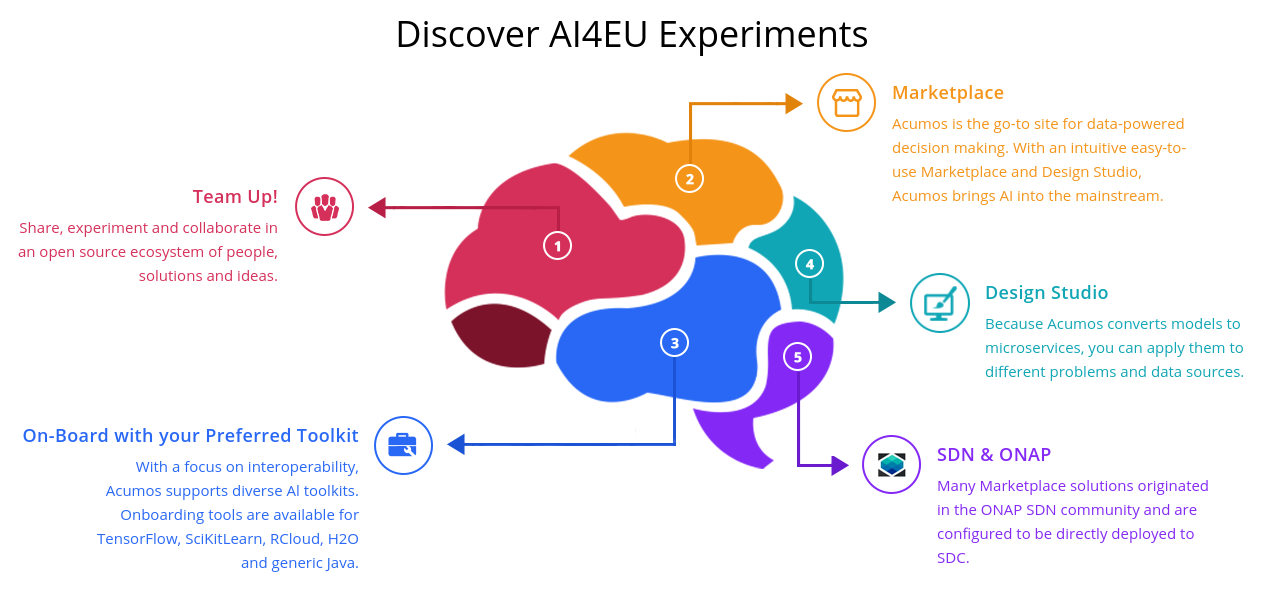 Discover AI4EU Experiments
Team Up!
Share, experiment and collaborate in
an open source ecosystem of people,
solutions and ideas.
1
2
Marketplace
Acumos is the go-to site for data-powered
decision making. With an intuitive easy-to-
use Marketplace and Design Studio,
Acumos brings AI into the mainstream.
3
On-Board with your Preferred Toolkit
With a focus on interoperability,
Acumos supports diverse Al toolkits.
Onboarding tools are available for
TensorFlow, SciKitLearn, RCloud, H2O
and generic Java.
4
Design Studio
Because Acumos converts models to
microservices, you can apply them to
different problems and data sources.
5
SDN & ONAP
Many Marketplace solutions originated
in the ONAP SDN community and are
configured to be directly deployed to
SDC.